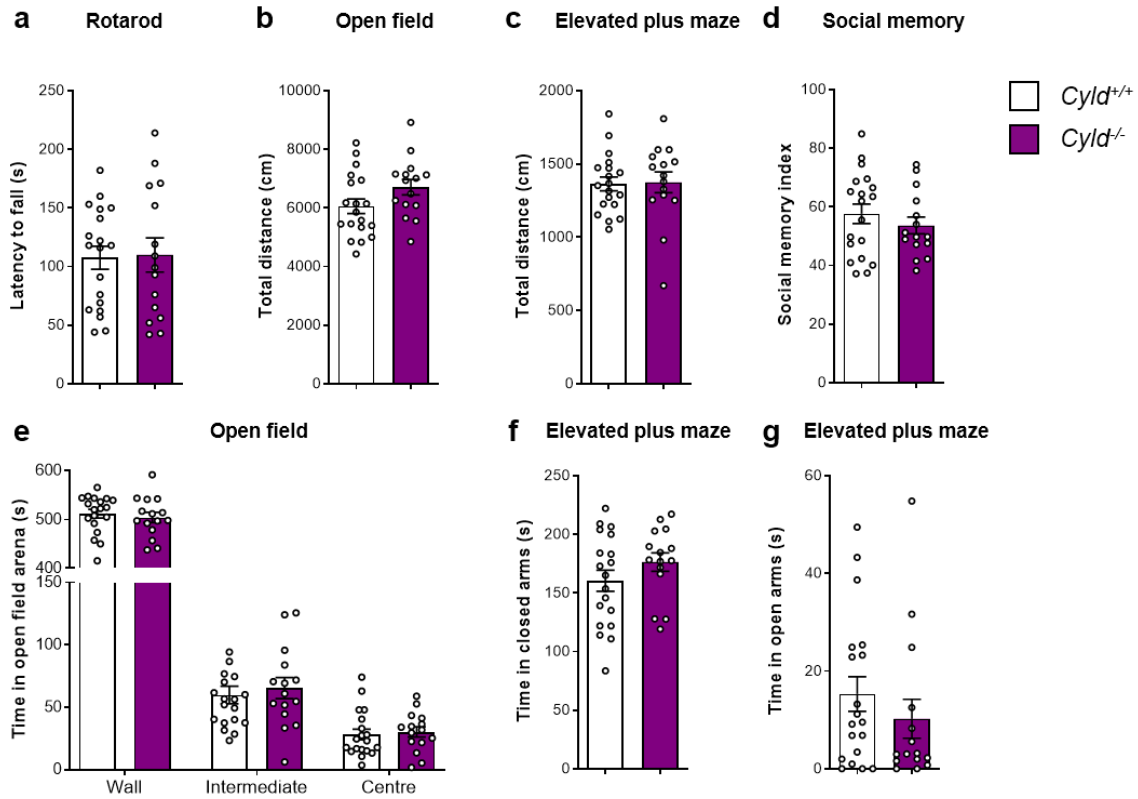 a Rotarod
b Open field
c Elevated plus maze
d Social memory
Cyld+/+
Cyld-/-
Latency to fall (s)
250
200
150
100
50
0
Total distance (cm)
10000
8000
6000
4000
2000
0
Total distance (cm)
2000
1500
1000
500
0
Social memory index
100
80
60
40
20
0
e Open field
f Elevated plus maze
g Elevated plus maze
Time in open field arena (s)
600
500
400
150
100
50
0
Wall Intermediate Centre
Time in closed arms (s)
250
200
150
100
50
0
Time in open arms (s)
60
40
20
0